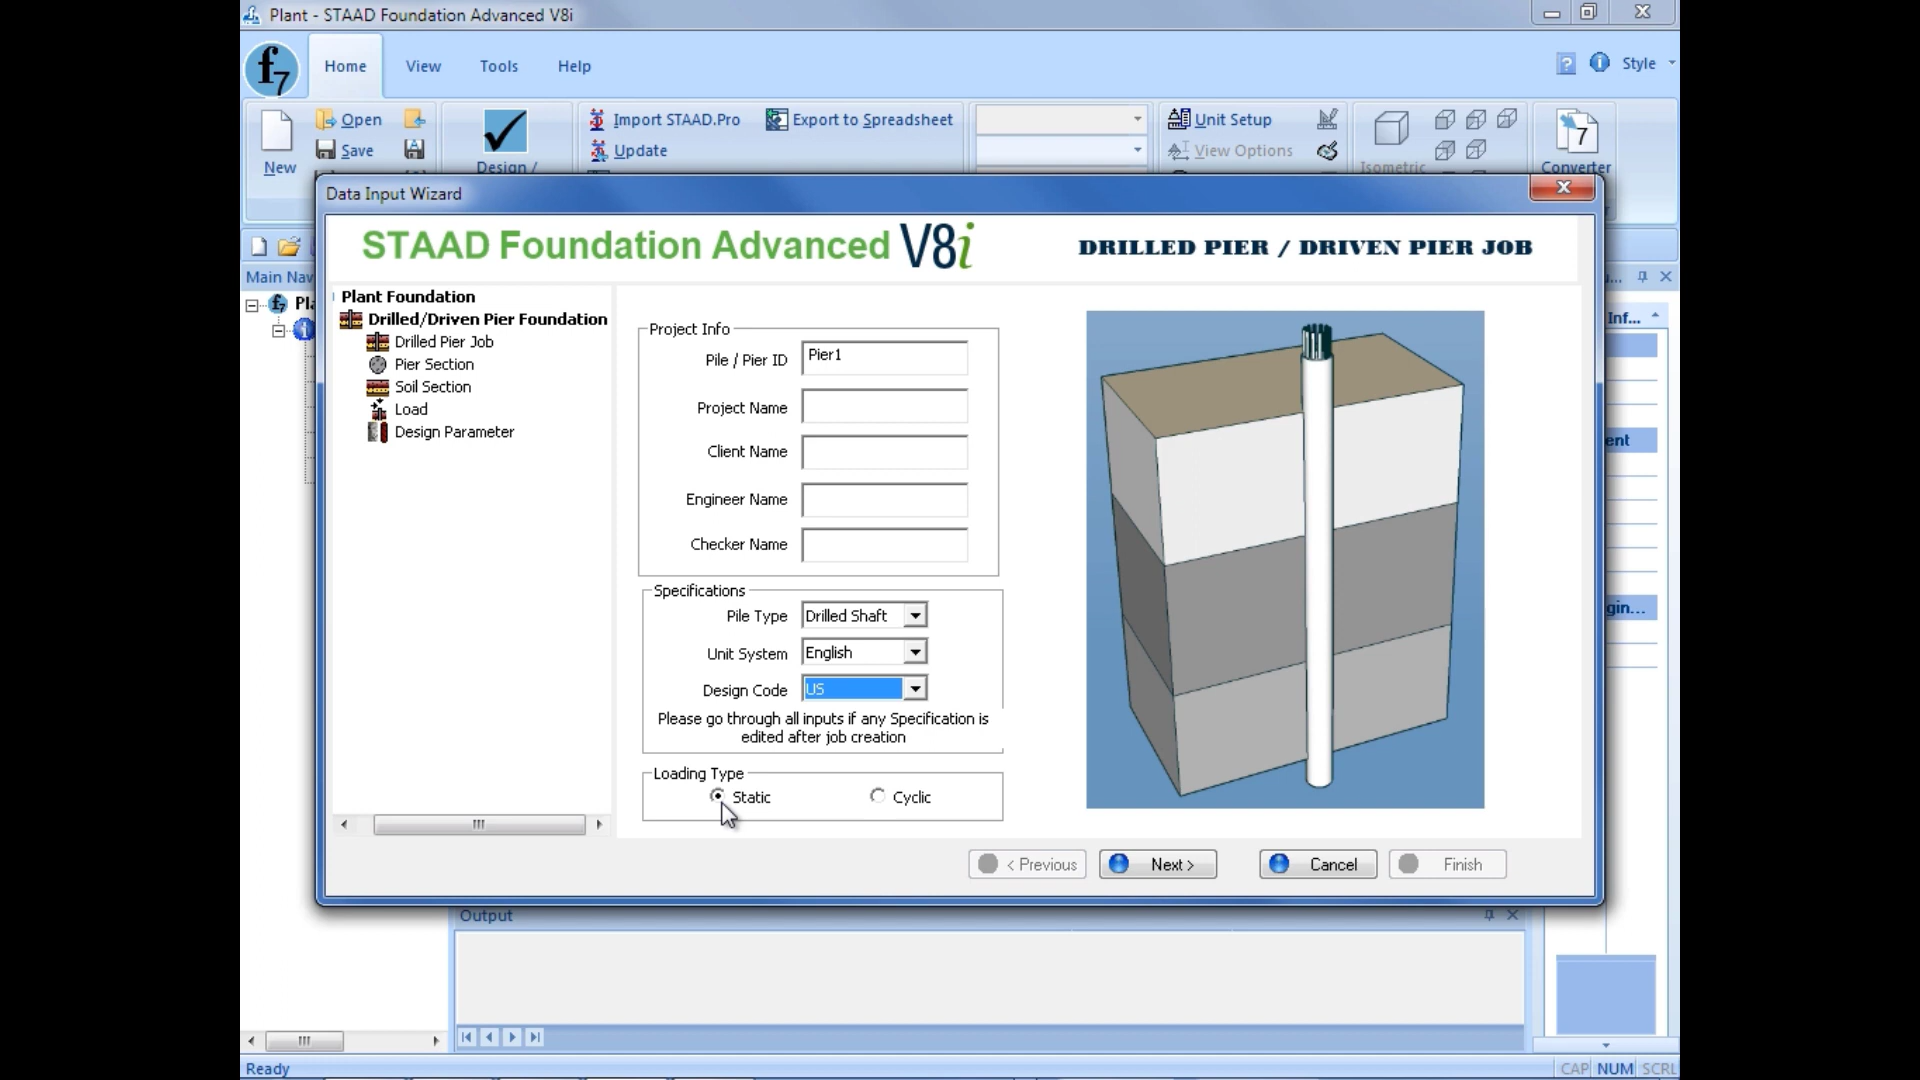 Plant - STAAD Foundation Advanced V8i
Home View Tools Help
Style
New
Open
Save
Design /
Import STAAD.Pro
Export to Spreadsheet
Update
Unit Setup
View Options
Isometric
Converter
Data Input Wizard
STAAD Foundation Advanced V8i
DRILLED PIER / DRIVEN PIER JOB
Main Nav
Pla
Plant Foundation
Drilled/Driven Pier Foundation
Drilled Pier Job
Pier Section
Soil Section
Load
Design Parameter
Project Info
Pile / Pier ID Pier1
Project Name
Client Name
Engineer Name
Checker Name
Specifications
Pile Type Drilled Shaft
Unit System English
Design Code US
Please go through all inputs if any Specification is
edited after job creation
Loading Type
Static Cyclic
< Previous Next > Cancel Finish
Inf...
ent
gin...
Output
Ready
CAP NUM SCRL